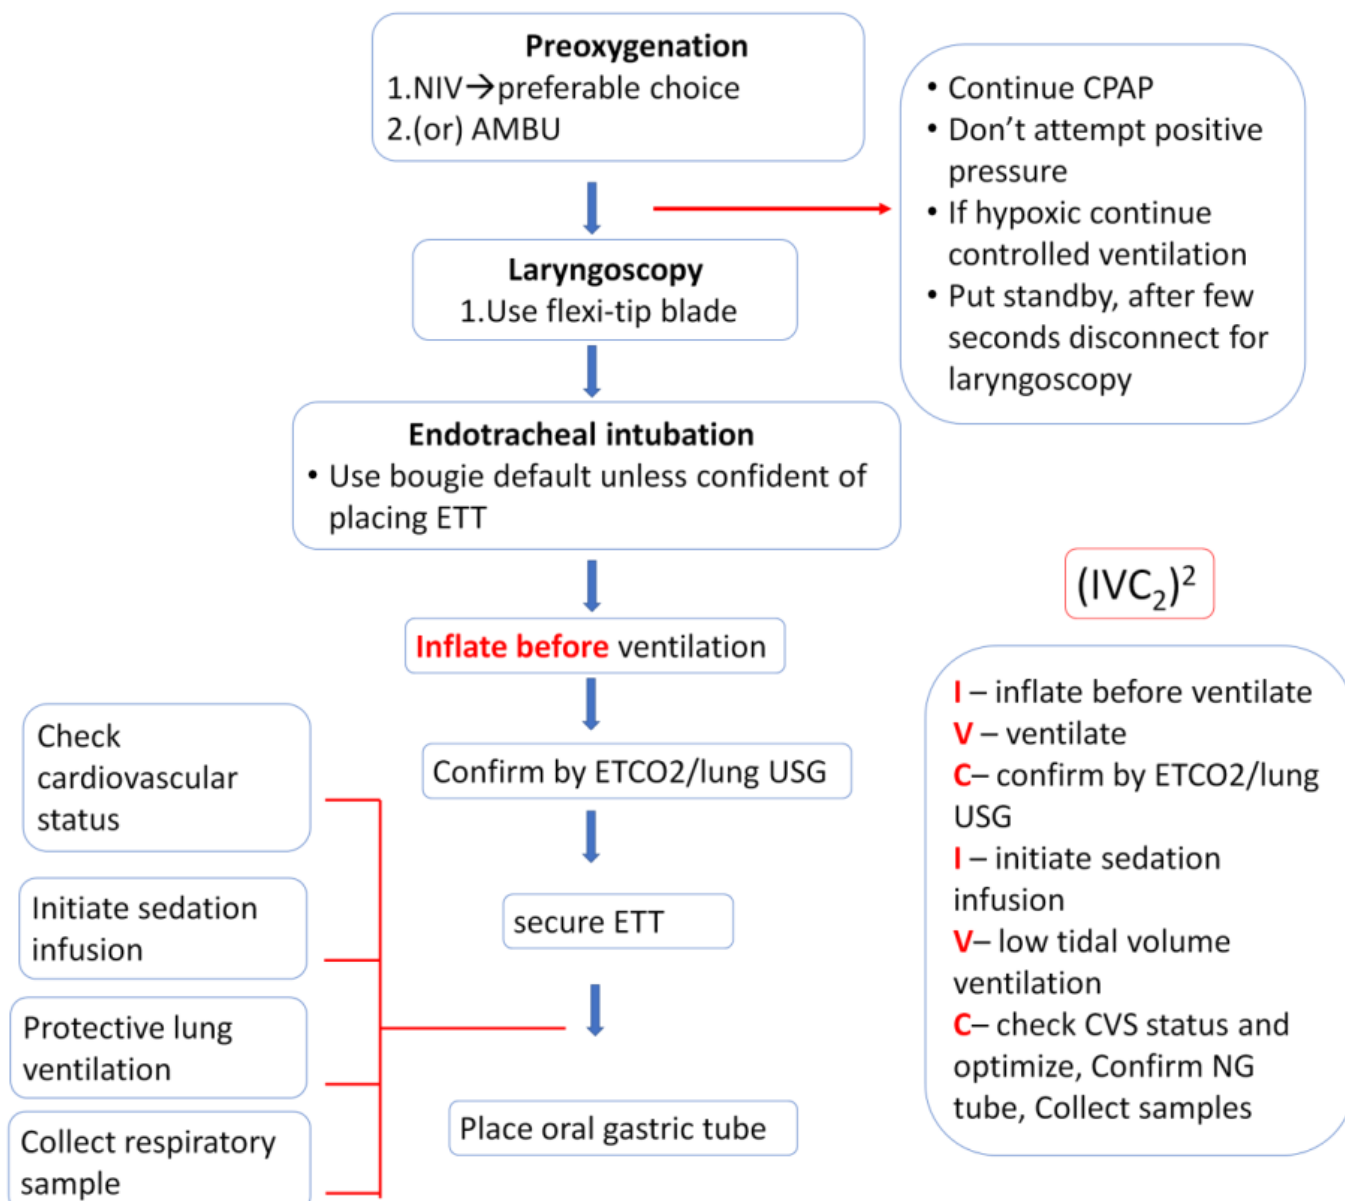 Preoxygenation
1.NIV→preferable choice
2.(or) AMBU
• Continue CPAP
• Don’t attempt positive
pressure
• If hypoxic continue
controlled ventilation
• Put standby, after few
seconds disconnect for
laryngoscopy
Laryngoscopy
1.Use flexi-tip blade
Endotracheal intubation
• Use bougie default unless confident of
placing ETT
Inflate before ventilation
Confirm by ETCO2/lung USG
secure ETT
Place oral gastric tube
Check
cardiovascular
status
Initiate sedation
infusion
Protective lung
ventilation
Collect respiratory
sample
(IVC₂)²
I – inflate before ventilate
V – ventilate
C– confirm by ETCO2/lung
USG
I – initiate sedation
infusion
V– low tidal volume
ventilation
C– check CVS status and
optimize, Confirm NG
tube, Collect samples